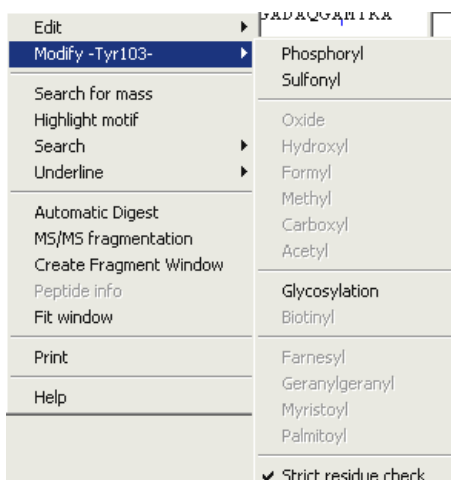 GADAQGAMTKA
Edit
Modify -Tyr103-
Search for mass
Highlight motif
Search
Underline
Automatic Digest
MS/MS fragmentation
Create Fragment Window
Peptide info
Fit window
Print
Help
Phosphoryl
Sulfonyl
Oxide
Hydroxyl
Formyl
Methyl
Carboxyl
Acetyl
Glycosylation
Biotinyl
Farnesyl
Geranylgeranyl
Myristoyl
Palmitoyl
Strict residue check